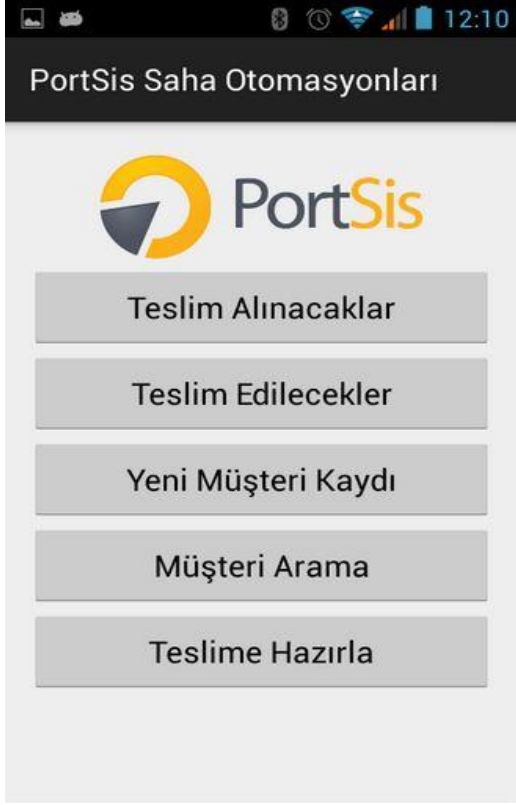 12:10
PortSis Saha Otomasyonları
PortSis
Teslim Alınacaklar
Teslim Edilecekler
Yeni Müşteri Kaydı
Müşteri Arama
Teslime Hazırla